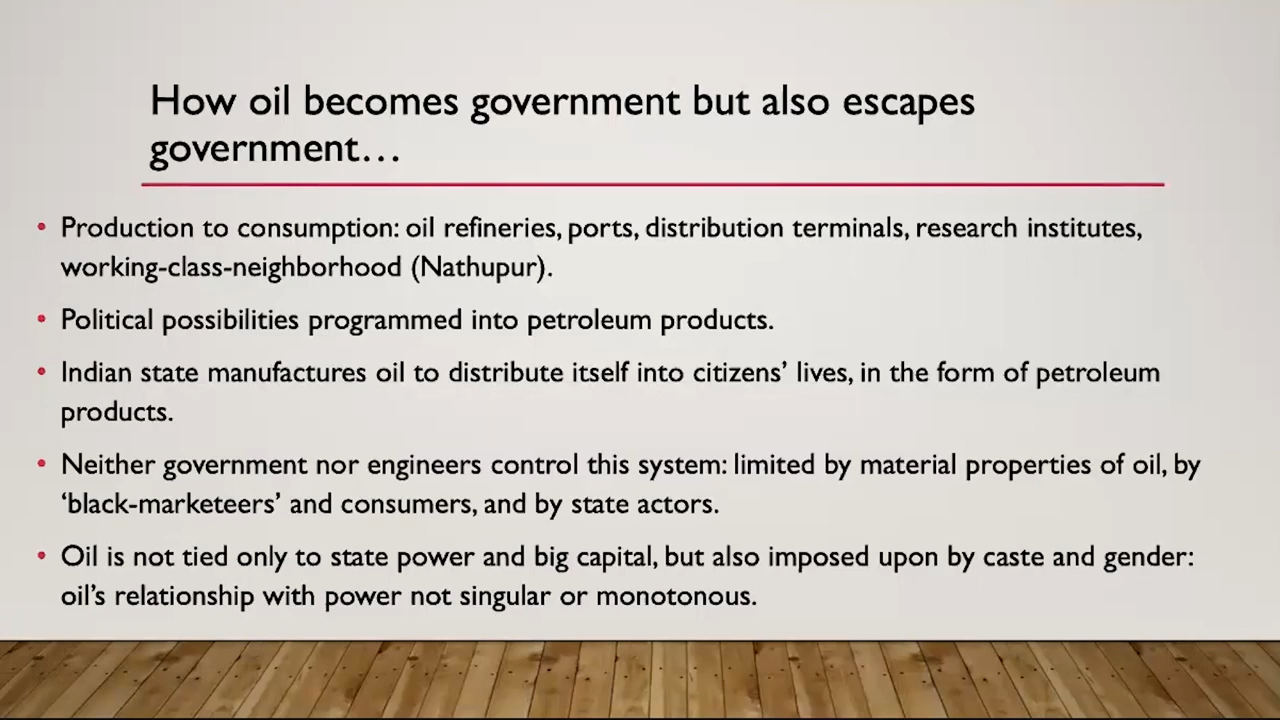 How oil becomes government but also escapes
government…
• Production to consumption: oil refineries, ports, distribution terminals, research institutes,
working-class-neighborhood (Nathupur).
• Political possibilities programmed into petroleum products.
• Indian state manufactures oil to distribute itself into citizens’ lives, in the form of petroleum
products.
• Neither government nor engineers control this system: limited by material properties of oil, by
‘black-marketeers’ and consumers, and by state actors.
• Oil is not tied only to state power and big capital, but also imposed upon by caste and gender:
oil’s relationship with power not singular or monotonous.